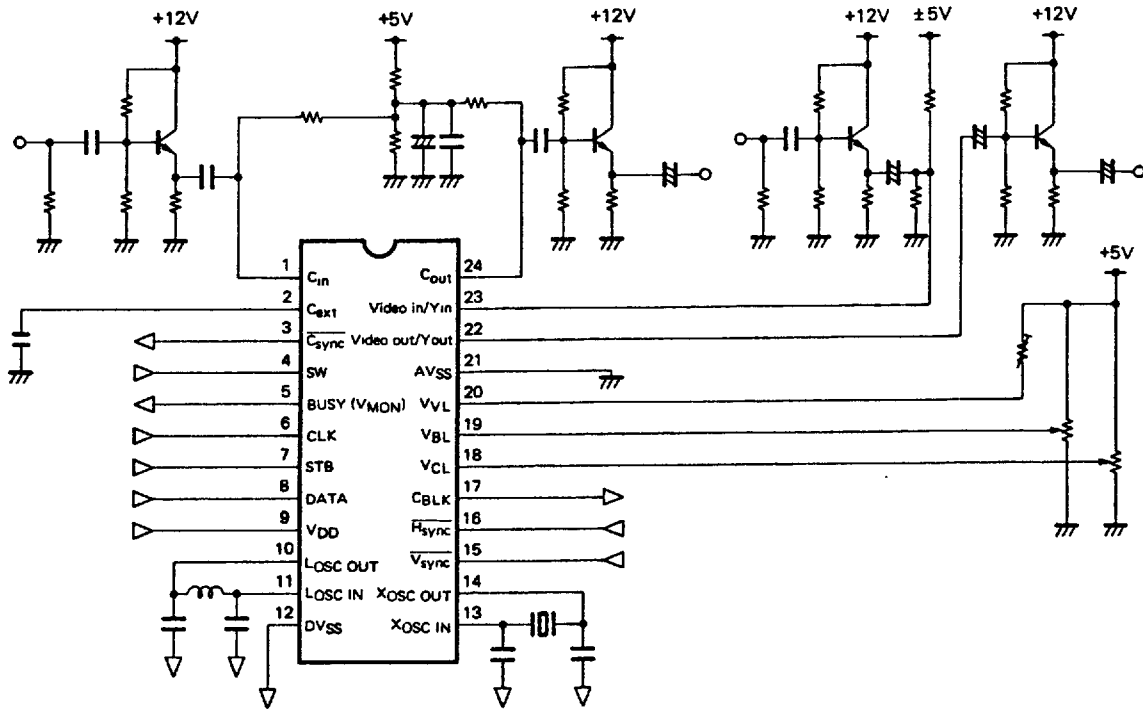 +12V
+5V
+12V
+12V
±5V
+12V
+5V
1
Cin
2
Cext
3
C̅s̅y̅n̅c̅
4
SW
5
BUSY (VMON)
6
CLK
7
STB
8
DATA
9
VDD
10
LOSC OUT
11
LOSC IN
12
DVSS
24
Cout
23
Video in/Yin
22
Video out/Yout
21
AVSS
20
VVL
19
VBL
18
VCL
17
CBLK
16
H̅s̅y̅n̅c̅
15
V̅s̅y̅n̅c̅
14
XOSC OUT
13
XOSC IN